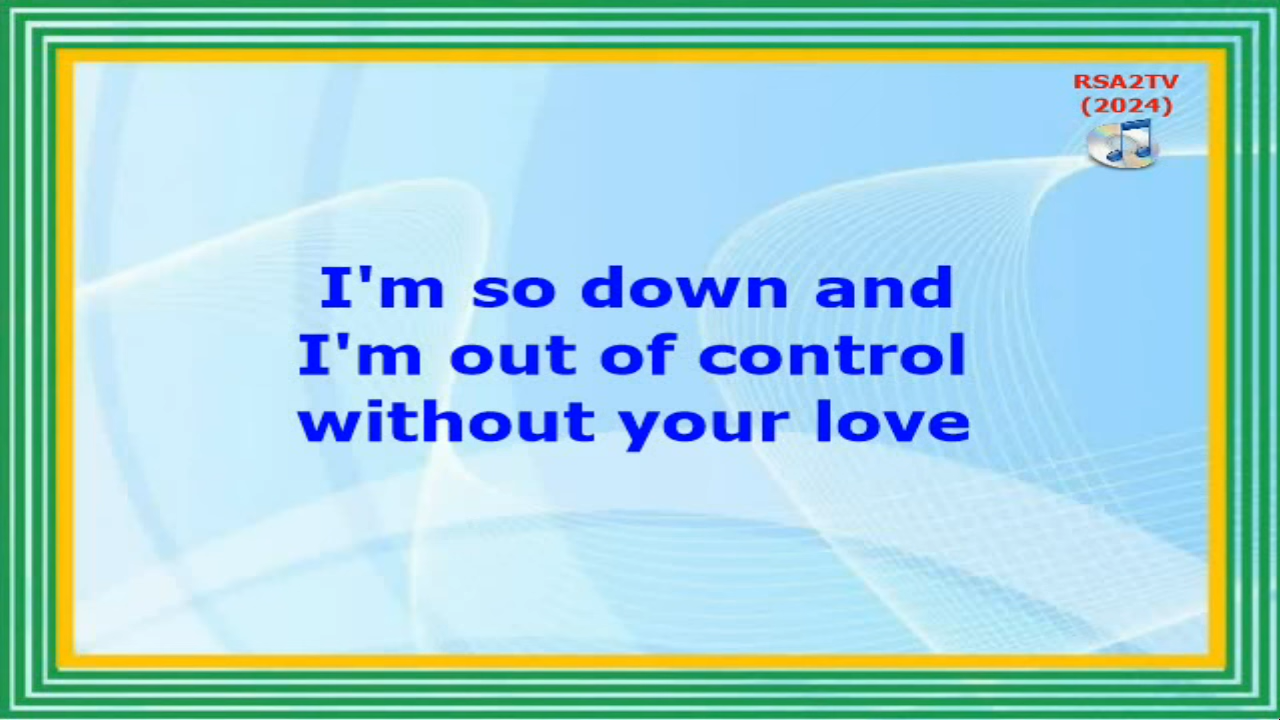 RSA2TV
(2024)
I'm so down and
I'm out of control
without your love